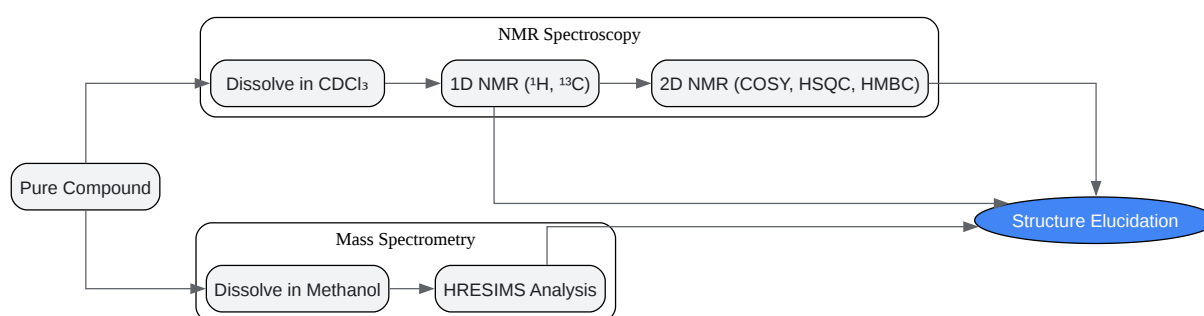 NMR Spectroscopy
Dissolve in CDCl₃
1D NMR (¹H, ¹³C)
2D NMR (COSY, HSQC, HMBC)
Pure Compound
Structure Elucidation
Mass Spectrometry
Dissolve in Methanol
HRESIMS Analysis